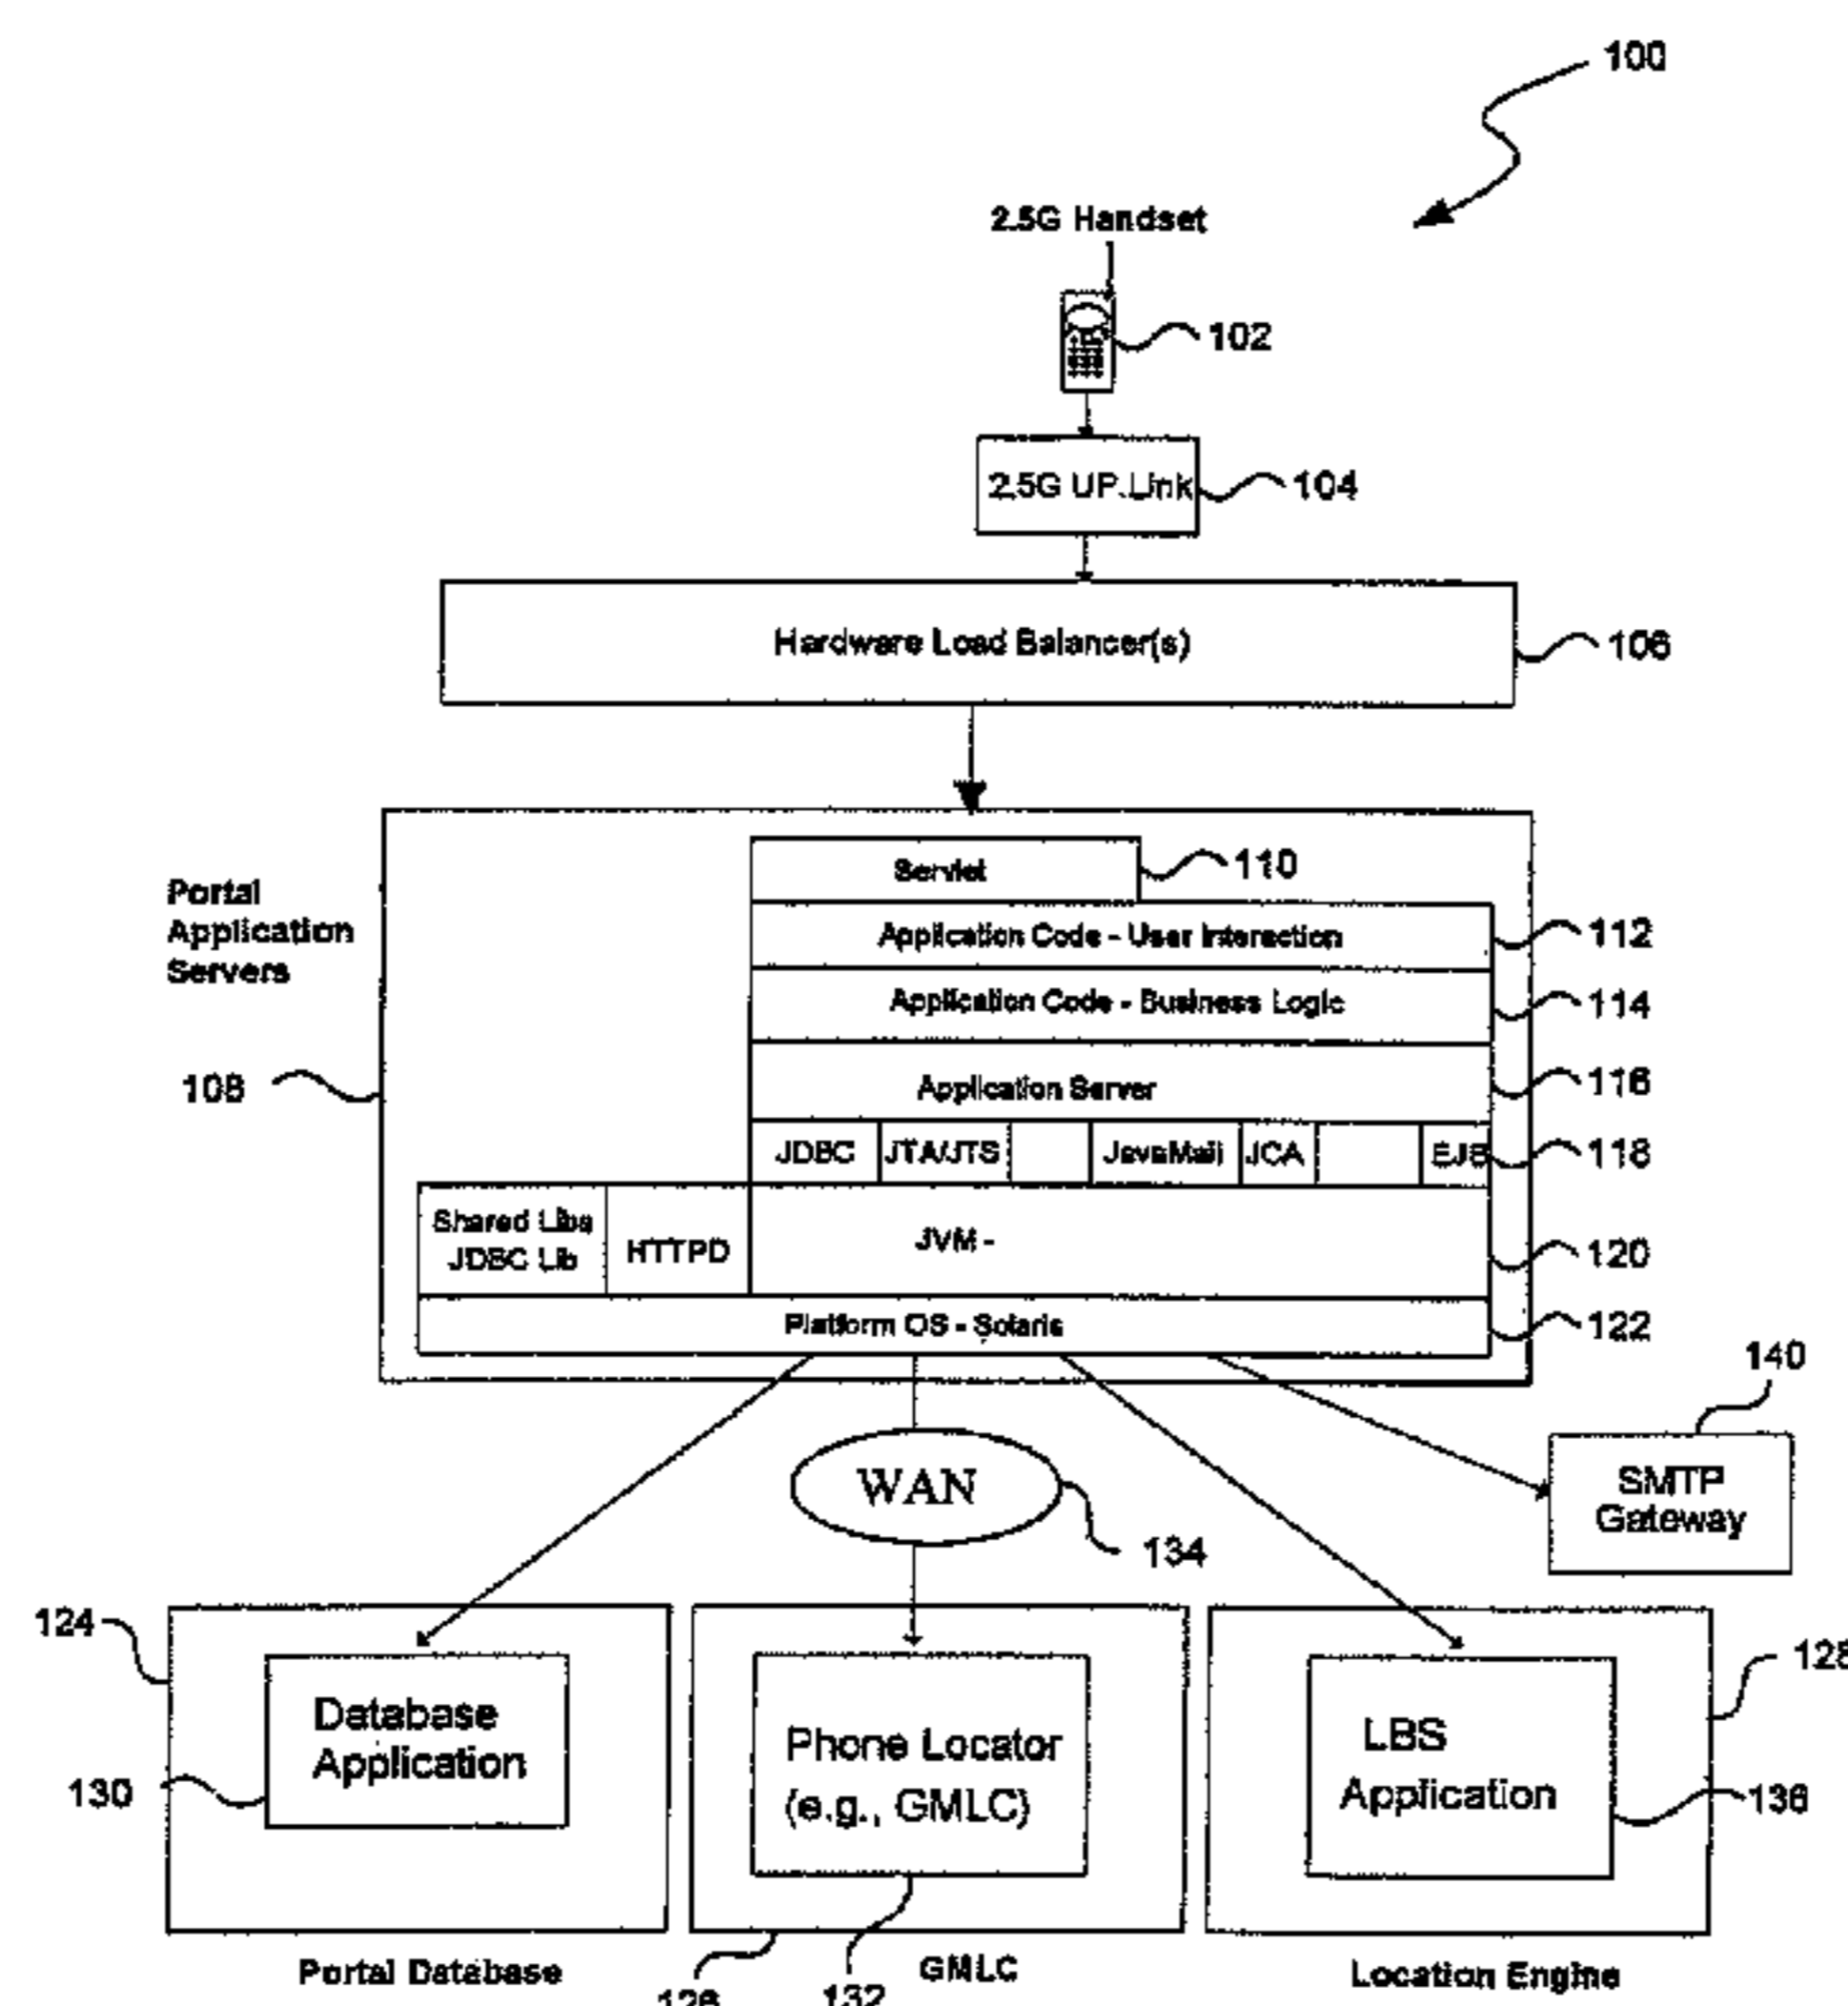 100
2.5G Handset
102
2.5G UP.Link
104
Hardware Load Balancer(s)
106
Portal
Application
Servers
108
Servlet
110
Application Code - User Interaction
112
Application Code - Business Logic
114
Application Server
116
JDBC JTA/JTS JavaMail JCA EJB
118
Shared Libs
JDBC Lib
HTTPD
JVM -
120
Platform OS - Solaris
122
140
SMTP
Gateway
WAN
134
124
Database
Application
130
Phone Locator
(e.g., GMLC)
128
LBS
Application
136
Portal Database
GMLC
Location Engine
126
132